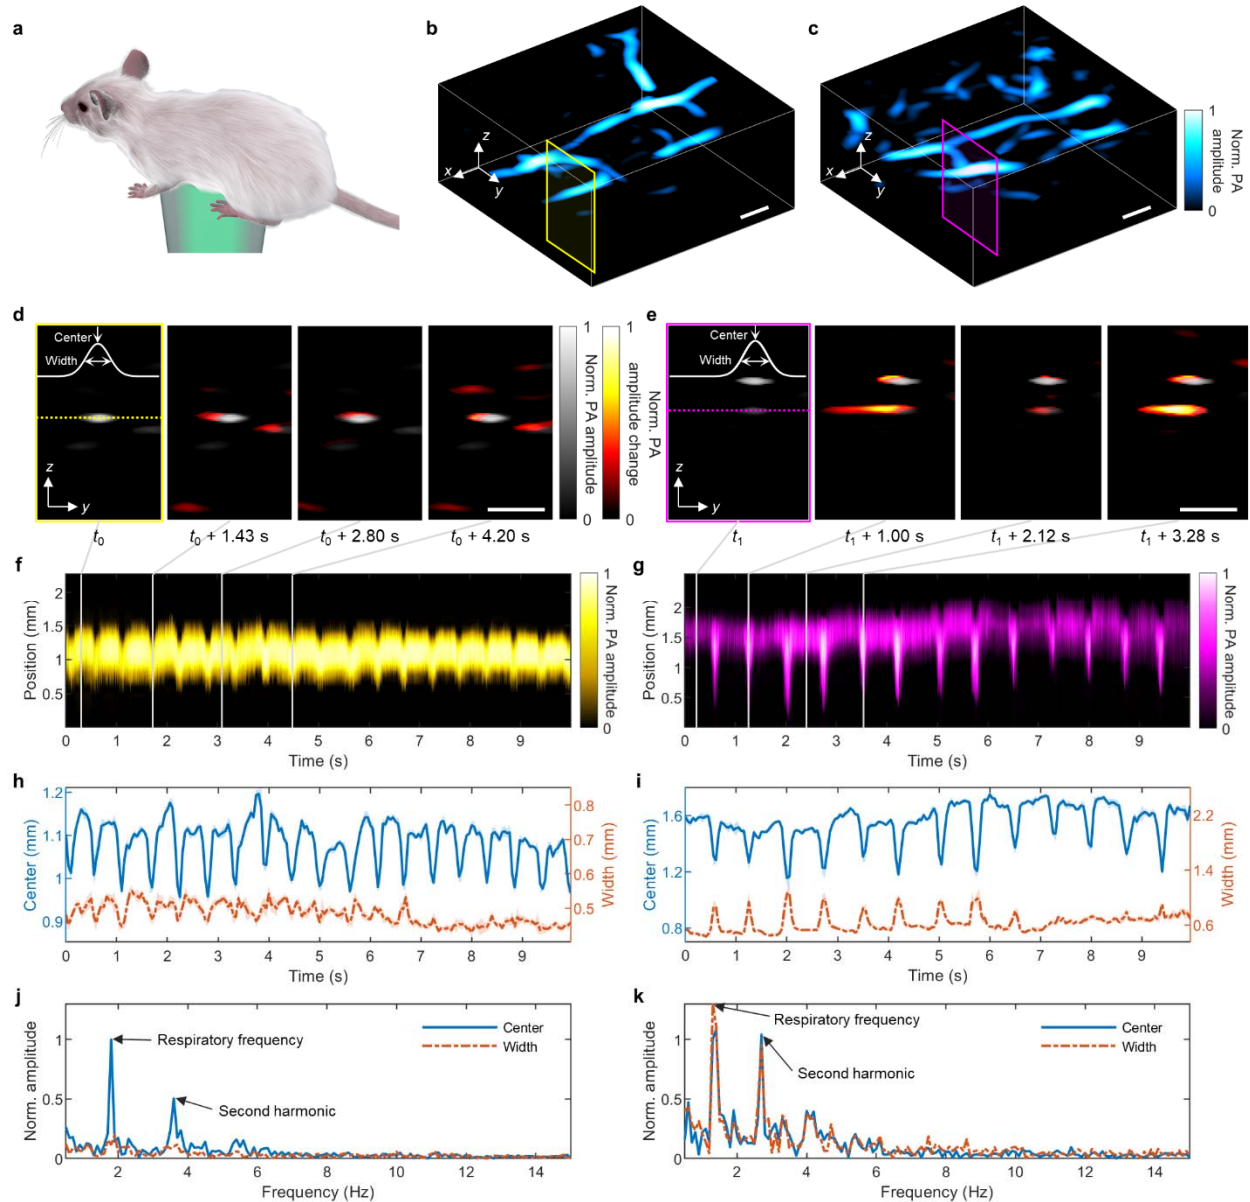 a
b
c
z
x
y
z
x
y
1
0
Norm. PA
amplitude
d
e
Center
Width
z
y
1
0
Norm. PA amplitude
1
0
Norm. PA
amplitude change
Center
Width
z
y
t0
t0 + 1.43 s
t0 + 2.80 s
t0 + 4.20 s
t1
t1 + 1.00 s
t1 + 2.12 s
t1 + 3.28 s
f
Position (mm)
2
1.5
1
0.5
0 1 2 3 4 5 6 7 8 9
Time (s)
1
0
Norm. PA amplitude
g
Position (mm)
2
1.5
1
0.5
0 1 2 3 4 5 6 7 8 9
Time (s)
1
0
Norm. PA amplitude
h
Center (mm)
1.2
1.1
1
0.9
0.8
0.7
0.6
0.5
Width (mm)
0 1 2 3 4 5 6 7 8 9
Time (s)
i
Center (mm)
1.6
1.2
0.8
2.2
1.4
0.6
Width (mm)
0 1 2 3 4 5 6 7 8 9
Time (s)
j
Norm. amplitude
1
0.5
0
Respiratory frequency
Second harmonic
Center
Width
2 4 6 8 10 12 14
Frequency (Hz)
k
Norm. amplitude
1
0.5
0
Respiratory frequency
Second harmonic
Center
Width
2 4 6 8 10 12 14
Frequency (Hz)